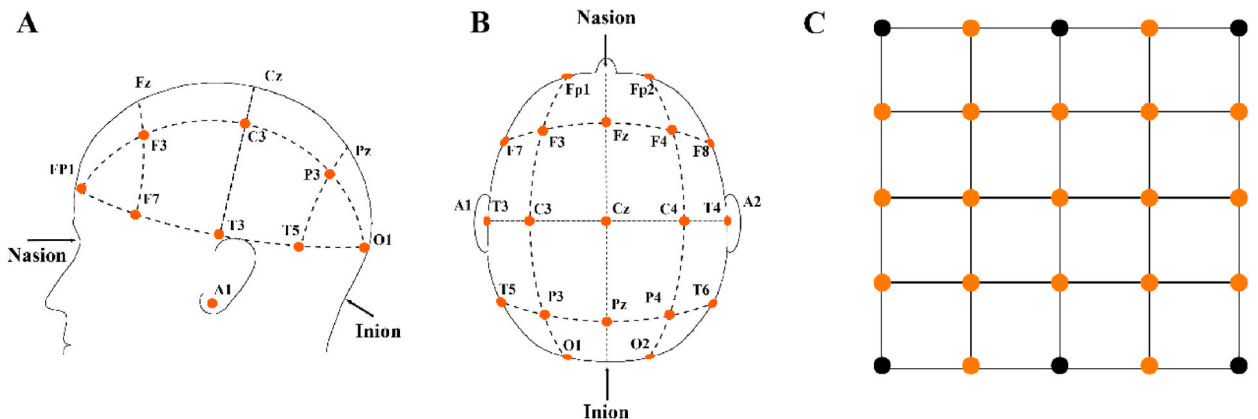 A
Fz
Cz
F3
C3
Pz
FP1
P3
F7
T3
T5
O1
Nasion
A1
Inion
B
Nasion
Fp1
Fp2
Fz
F3
F4
F7
F8
A1
T3
C3
Cz
C4
T4
A2
T5
P3
Pz
P4
T6
O1
O2
Inion
C